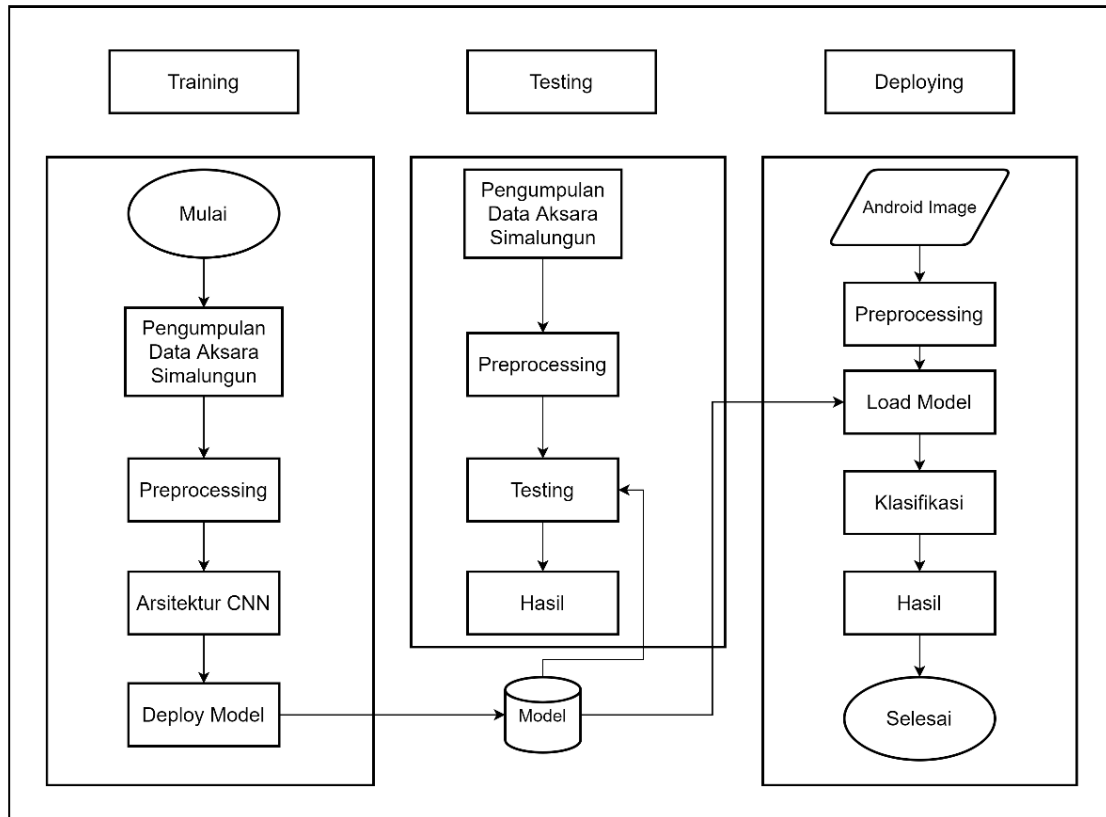 Training
Testing
Deploying
Mulai
Pengumpulan
Data Aksara
Simalungun
Preprocessing
Arsitektur CNN
Deploy Model
Pengumpulan
Data Aksara
Simalungun
Preprocessing
Testing
Hasil
Model
Android Image
Preprocessing
Load Model
Klasifikasi
Hasil
Selesai